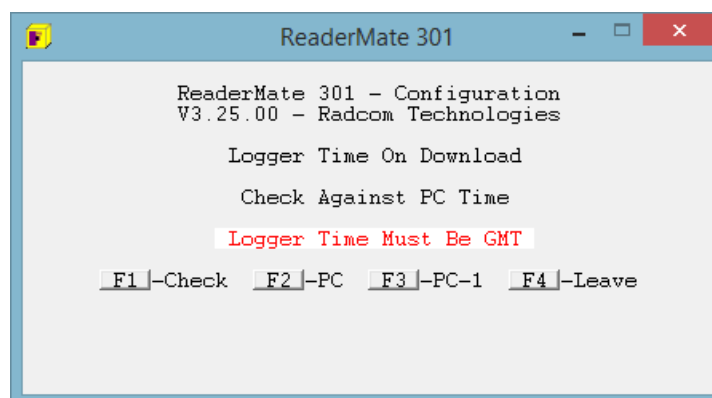 ReaderMate 301
ReaderMate 301 - Configuration
V3.25.00 - Radcom Technologies
Logger Time On Download
Check Against PC Time
Logger Time Must Be GMT
F1-Check F2-PC F3-PC-1 F4-Leave